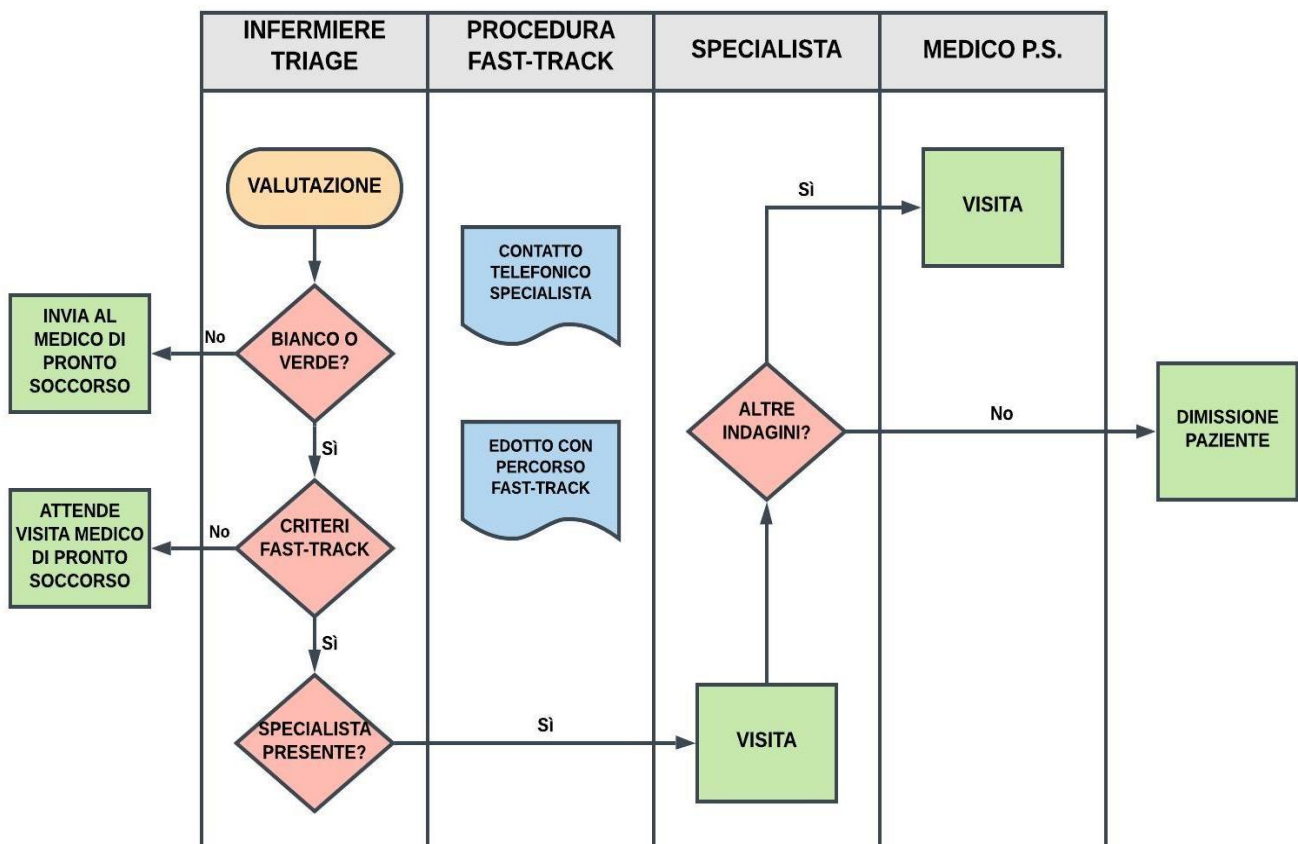 INFERMIERE
TRIAGE
PROCEDURA
FAST-TRACK
SPECIALISTA
MEDICO P.S.
VALUTAZIONE
BIANCO O
VERDE?
No
INVIA AL
MEDICO DI
PRONTO
SOCCORSO
Sì
CRITERI
FAST-TRACK
No
ATTENDE
VISITA MEDICO
DI PRONTO
SOCCORSO
Sì
SPECIALISTA
PRESENTE?
Sì
CONTATTO
TELEFONICO
SPECIALISTA
EDOTTO CON
PERCORSO
FAST-TRACK
VISITA
ALTRE
INDAGINI?
Sì
VISITA
No
DIMISSIONE
PAZIENTE